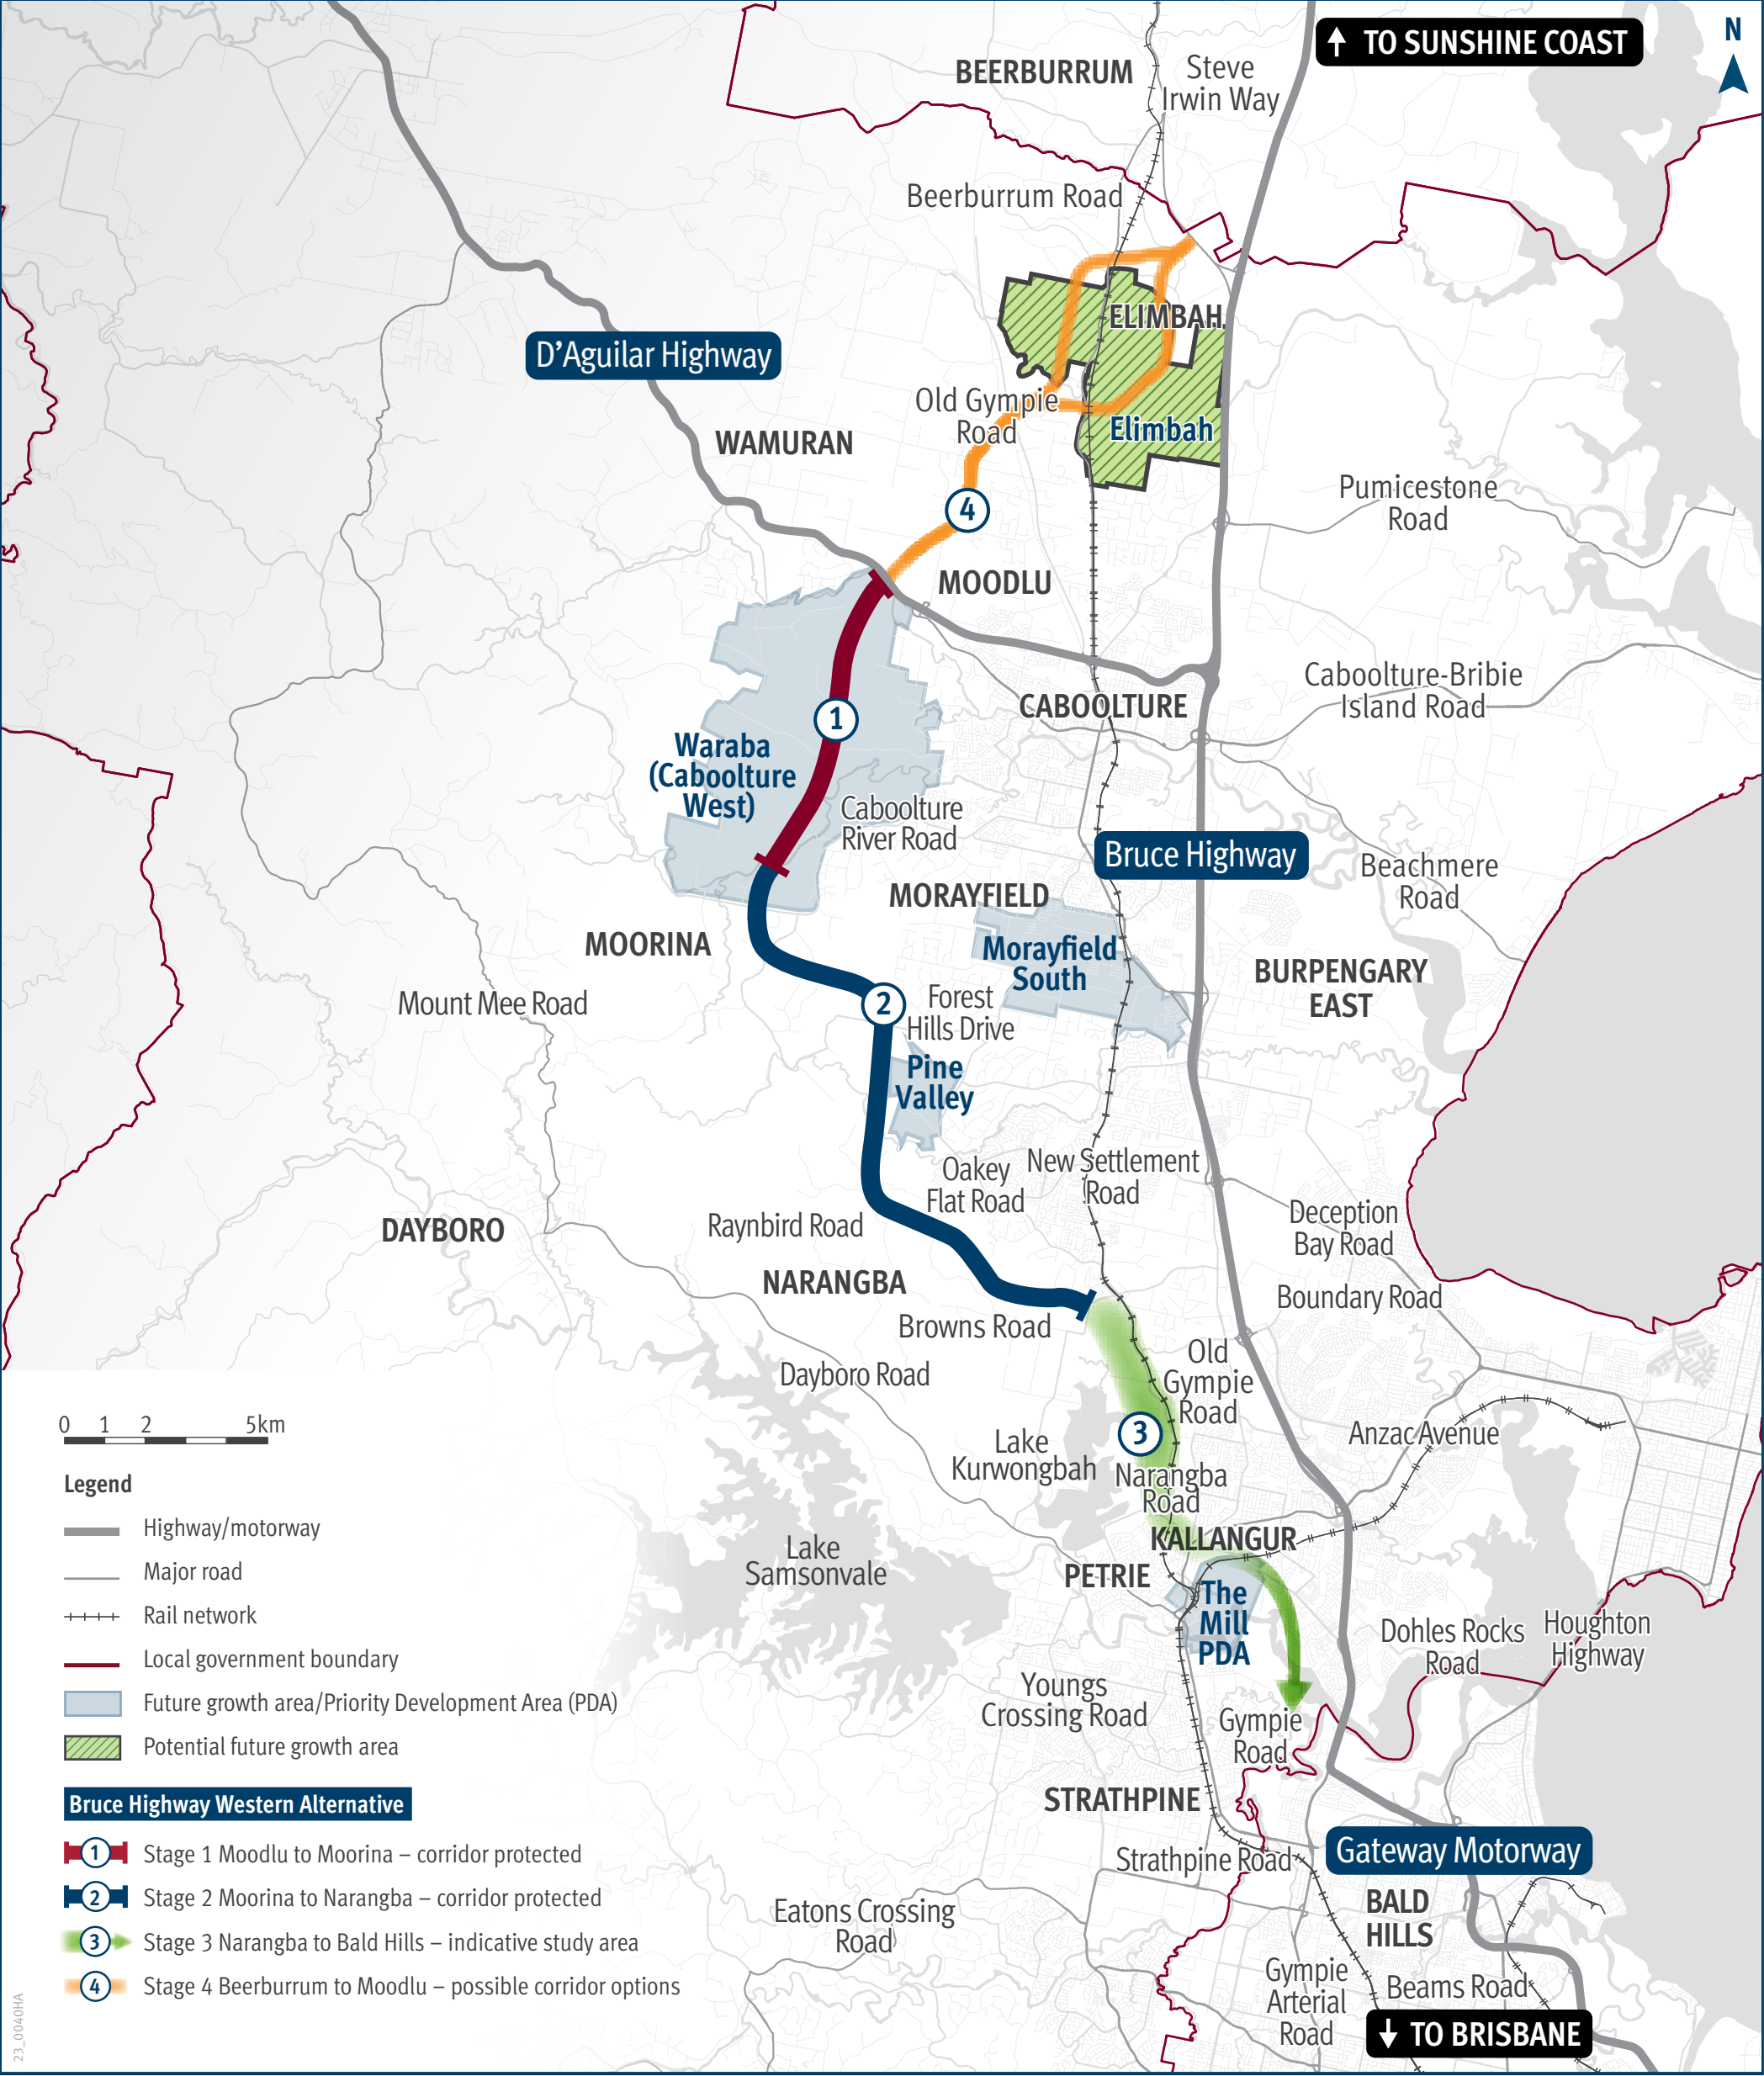 TO SUNSHINE COAST
N
BEERBURRUM
Steve
Irwin Way
Beerburrum Road
ELIMBAH
D'Aguilar Highway
Old Gympie
Road
Elimbah
WAMURAN
Pumicestone
Road
4
MOODLU
Caboolture-Bribie
Island Road
CABOOLTURE
1
Waraba
(Caboolture
West)
Caboolture
River Road
Bruce Highway
Beachmere
Road
MORAYFIELD
MOORINA
Morayfield
South
BURPENGARY
EAST
Mount Mee Road
2
Forest
Hills Drive
Pine
Valley
Oakey
Flat Road
New Settlement
Road
DAYBORO
Raynbird Road
Deception
Bay Road
NARANGBA
Boundary Road
Browns Road
Dayboro Road
Old
Gympie
Road
3
Anzac Avenue
Lake
Kurwongbah
Narangba
Road
KALLANGUR
Lake
Samsonvale
PETRIE
The
Mill
PDA
Dohles Rocks
Road
Houghton
Highway
Youngs
Crossing Road
Gympie
Road
STRATHPINE
Strathpine Road
Gateway Motorway
BALD
HILLS
Eatons Crossing
Road
Gympie
Arterial
Road
Beams Road
TO BRISBANE
0 1 2 5km
Legend
Highway/motorway
Major road
Rail network
Local government boundary
Future growth area/Priority Development Area (PDA)
Potential future growth area
Bruce Highway Western Alternative
1 Stage 1 Moodlu to Moorina – corridor protected
2 Stage 2 Moorina to Narangba – corridor protected
3 Stage 3 Narangba to Bald Hills – indicative study area
4 Stage 4 Beerburrum to Moodlu – possible corridor options
23_0040HA